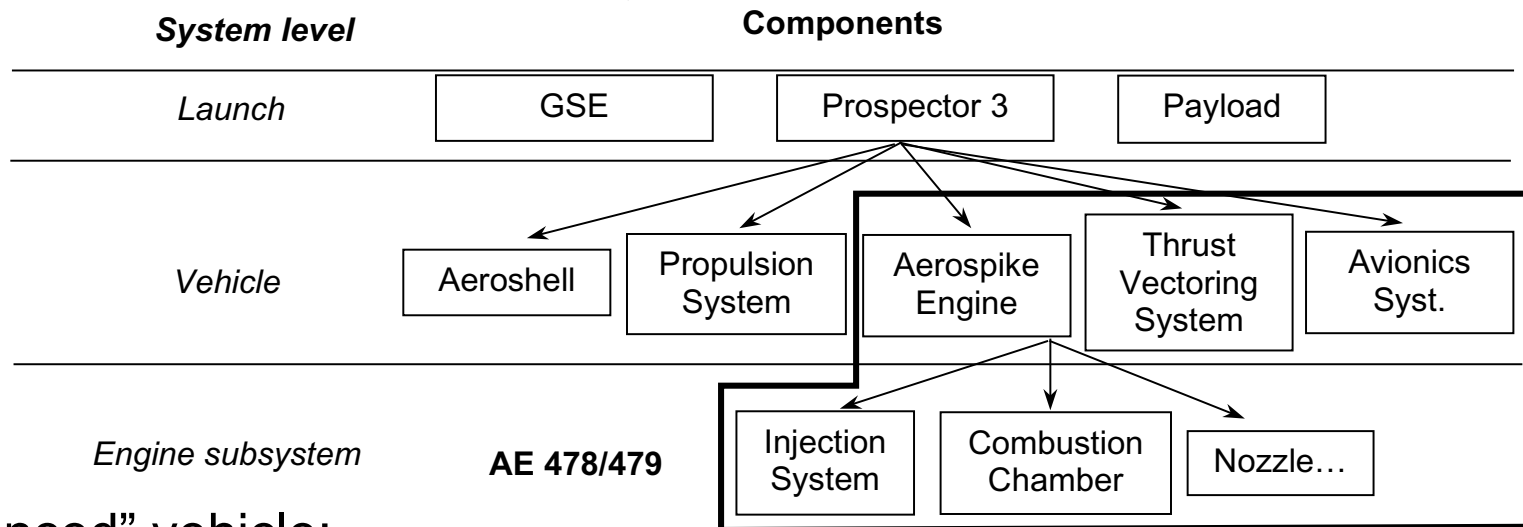 System level
Components
Launch
GSE
Prospector 3
Payload
Vehicle
Aeroshell
Propulsion
System
Aerospike
Engine
Thrust
Vectoring
System
Avionics
Syst.
Engine subsystem
AE 478/479
Injection
System
Combustion
Chamber
Nozzle…
vehicle: